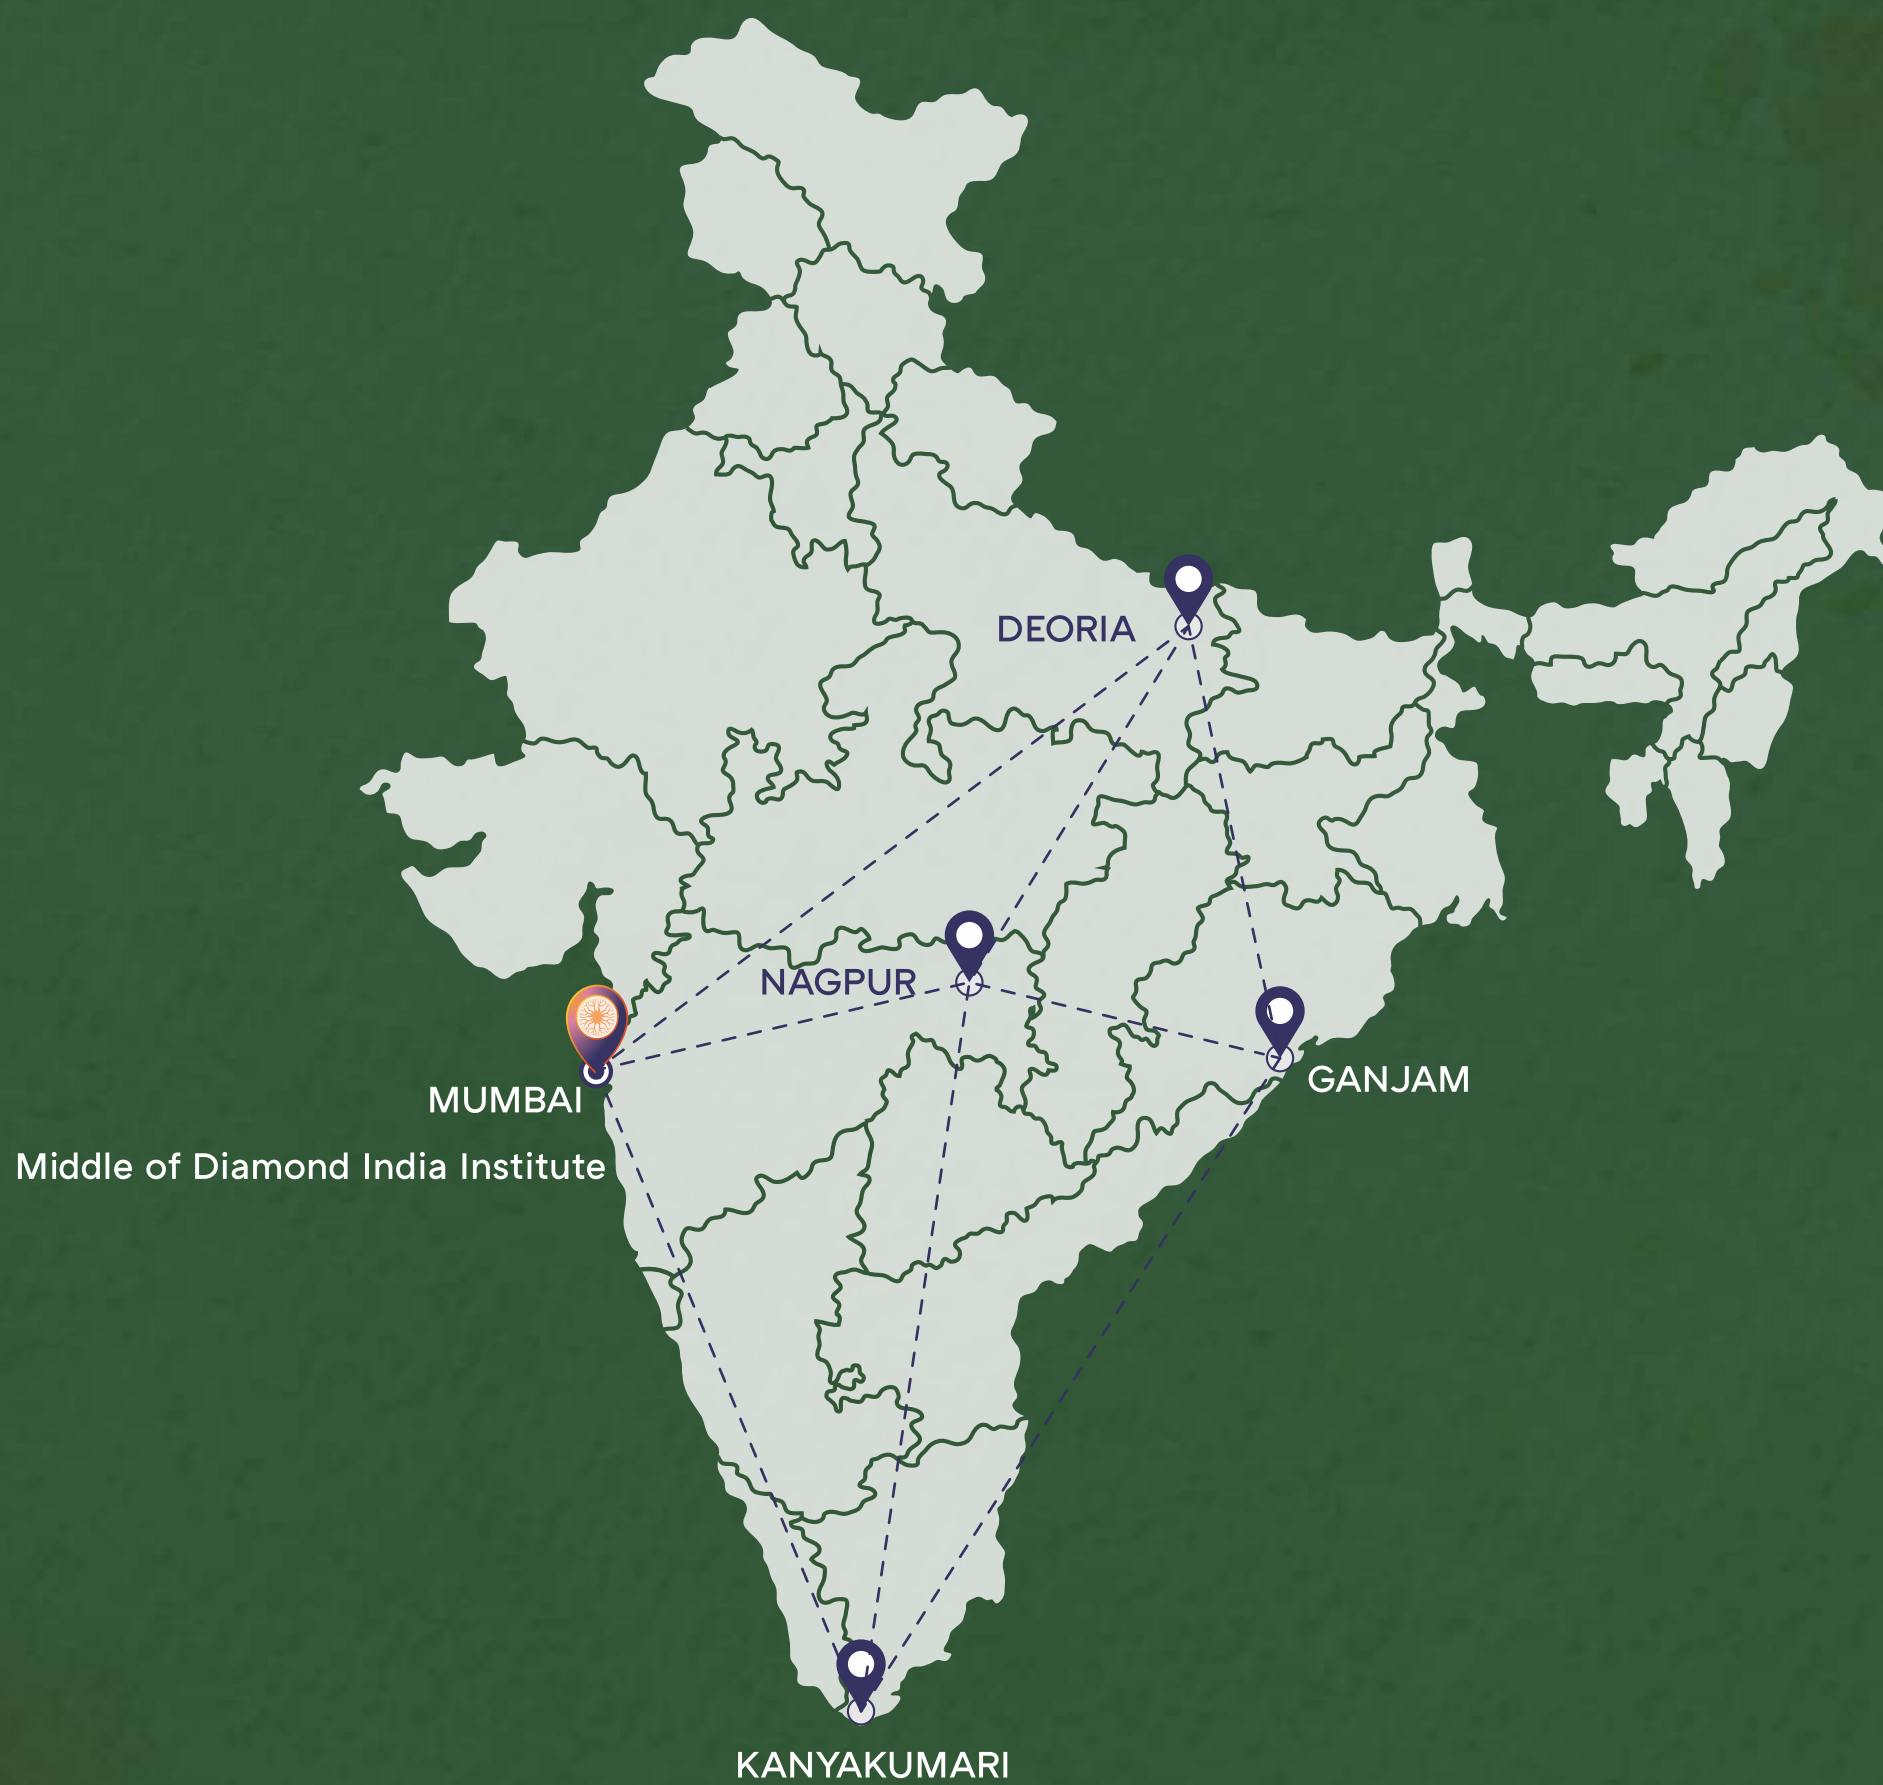 DEORIA
NAGPUR
MUMBAI
GANJAM
Middle of Diamond India Institute
KANYAKUMARI